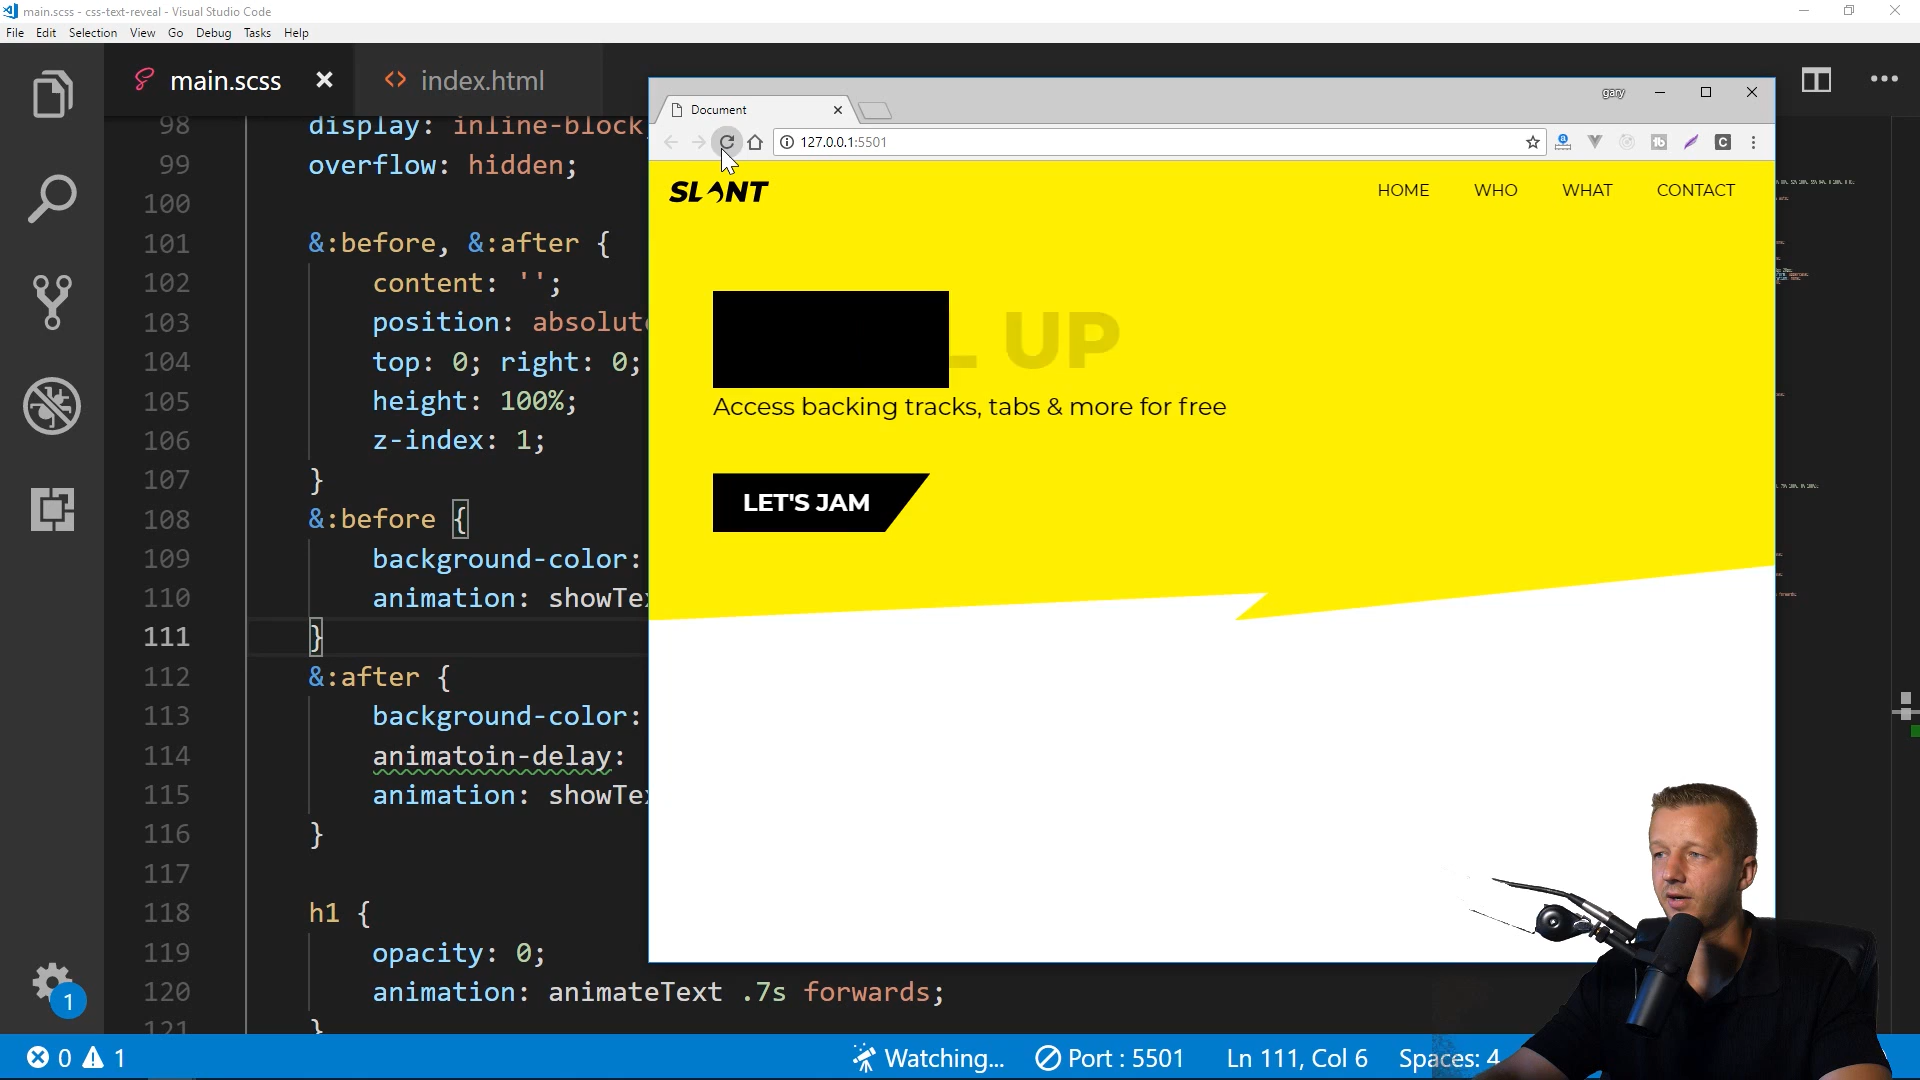 main.scss - css-text-reveal - Visual Studio Code
File Edit Selection View Go Debug Tasks Help
main.scss index.html
98 display: inline-block
99 overflow: hidden;
100
101 &:before, &:after {
102 content: '';
103 position: absolute
104 top: 0; right: 0;
105 height: 100%;
106 z-index: 1;
107 }
108 &:before {
109 background-color:
110 animation: showTe
111 }
112 &:after {
113 background-color:
114 animatoin-delay:
115 animation: showTe
116 }
117
118 h1 {
119 opacity: 0;
120 animation: animateText .7s forwards;
121 }
gary
Document
127.0.0.1:5501
SLANT HOME WHO WHAT CONTACT
L UP
Access backing tracks, tabs & more for free
LET'S JAM
1
0 1 Watching... Port : 5501 Ln 111, Col 6 Spaces: 4